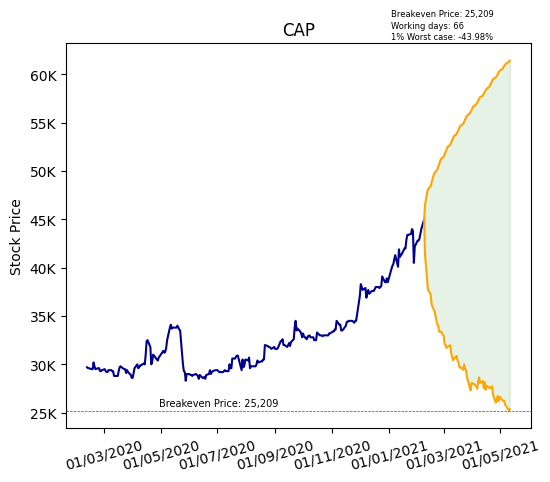 Breakeven Price: 25,209
Working days: 66
1% Worst case: -43.98%
CAP
Stock Price
60K
55K
50K
45K
40K
35K
30K
25K
Breakeven Price: 25,209
01/03/2020
01/05/2020
01/07/2020
01/09/2020
01/11/2020
01/01/2021
01/03/2021
01/05/2021